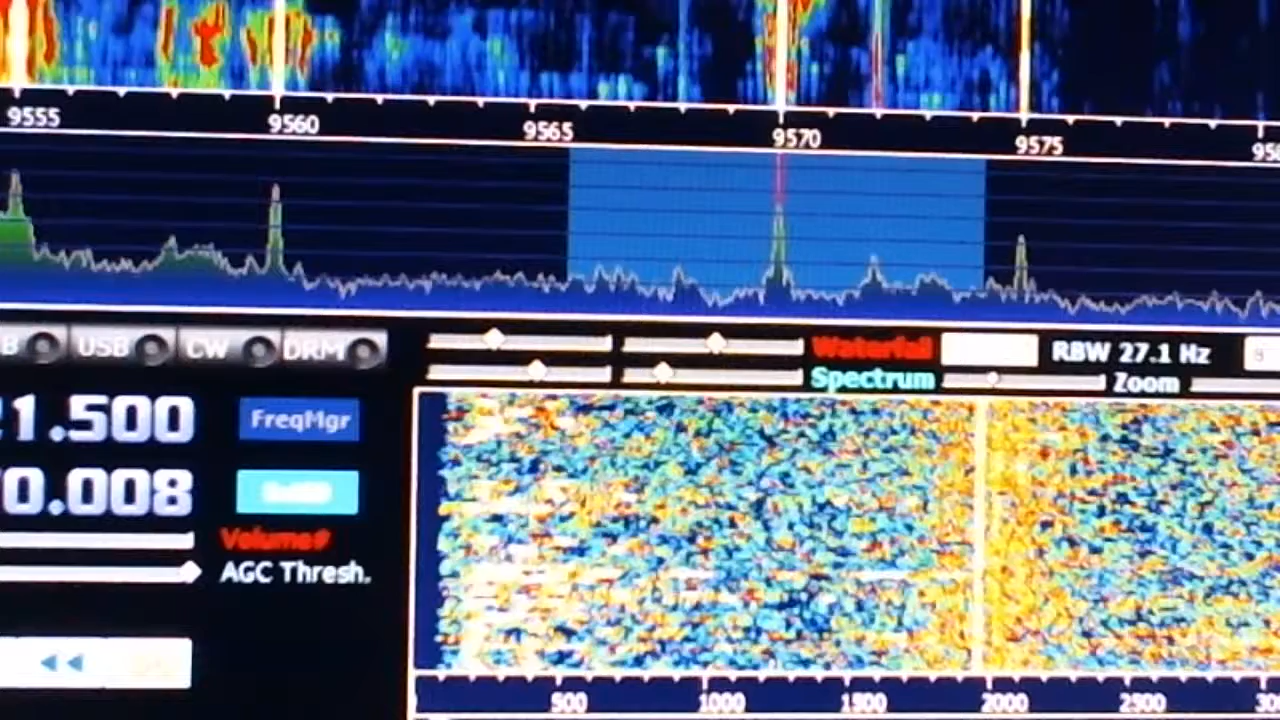 9555 9560 9565 9570 9575
USB CW DRM Waterfall RBW 27.1 Hz
Spectrum Zoom
1.500 FreqMgr
0.008
Volume#
AGC Thresh.
500 1000 1500 2000 2500